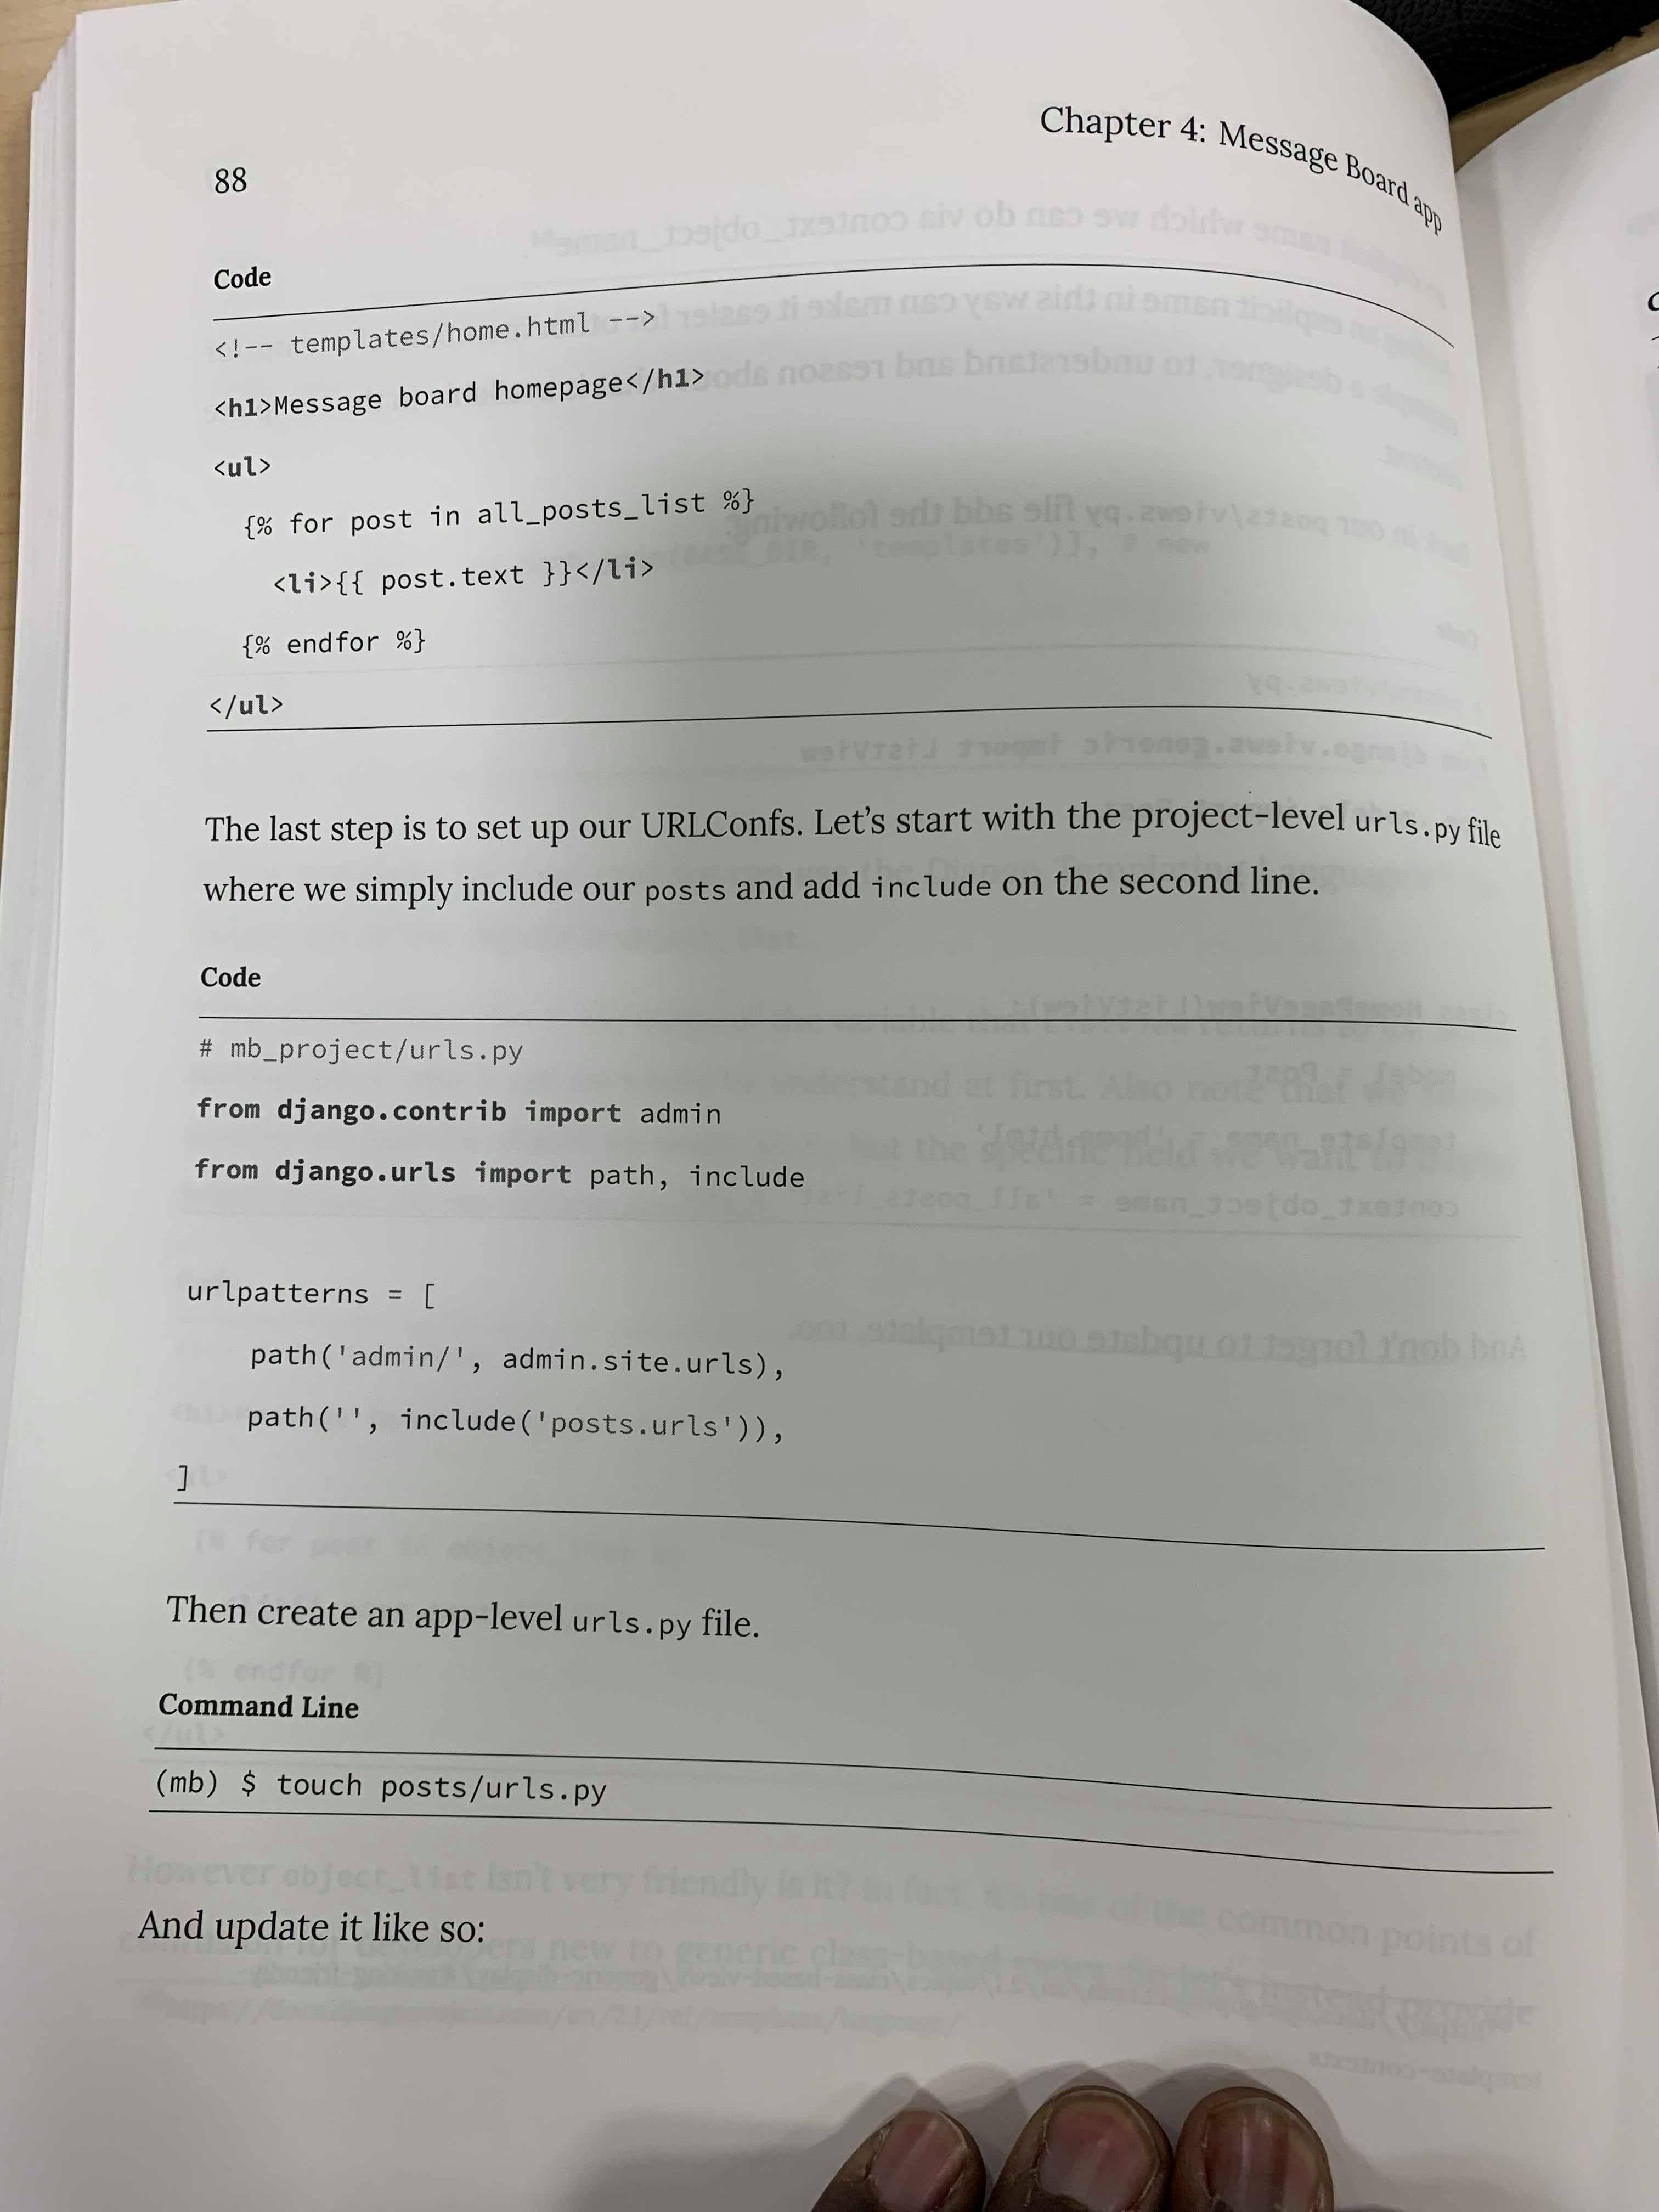 88
Chapter 4: Message Board app
Code
<!-- templates/home.html -->
<h1>Message board homepage</h1>
<ul>
  {% for post in all_posts_list %}
    <li>{{ post.text }}</li>
  {% endfor %}
</ul>
The last step is to set up our URLConfs. Let’s start with the project-level urls.py file
where we simply include our posts and add include on the second line.
Code
# mb_project/urls.py
from django.contrib import admin
from django.urls import path, include
urlpatterns = [
    path('admin/', admin.site.urls),
    path('', include('posts.urls')),
]
Then create an app-level urls.py file.
Command Line
(mb) $ touch posts/urls.py
And update it like so: